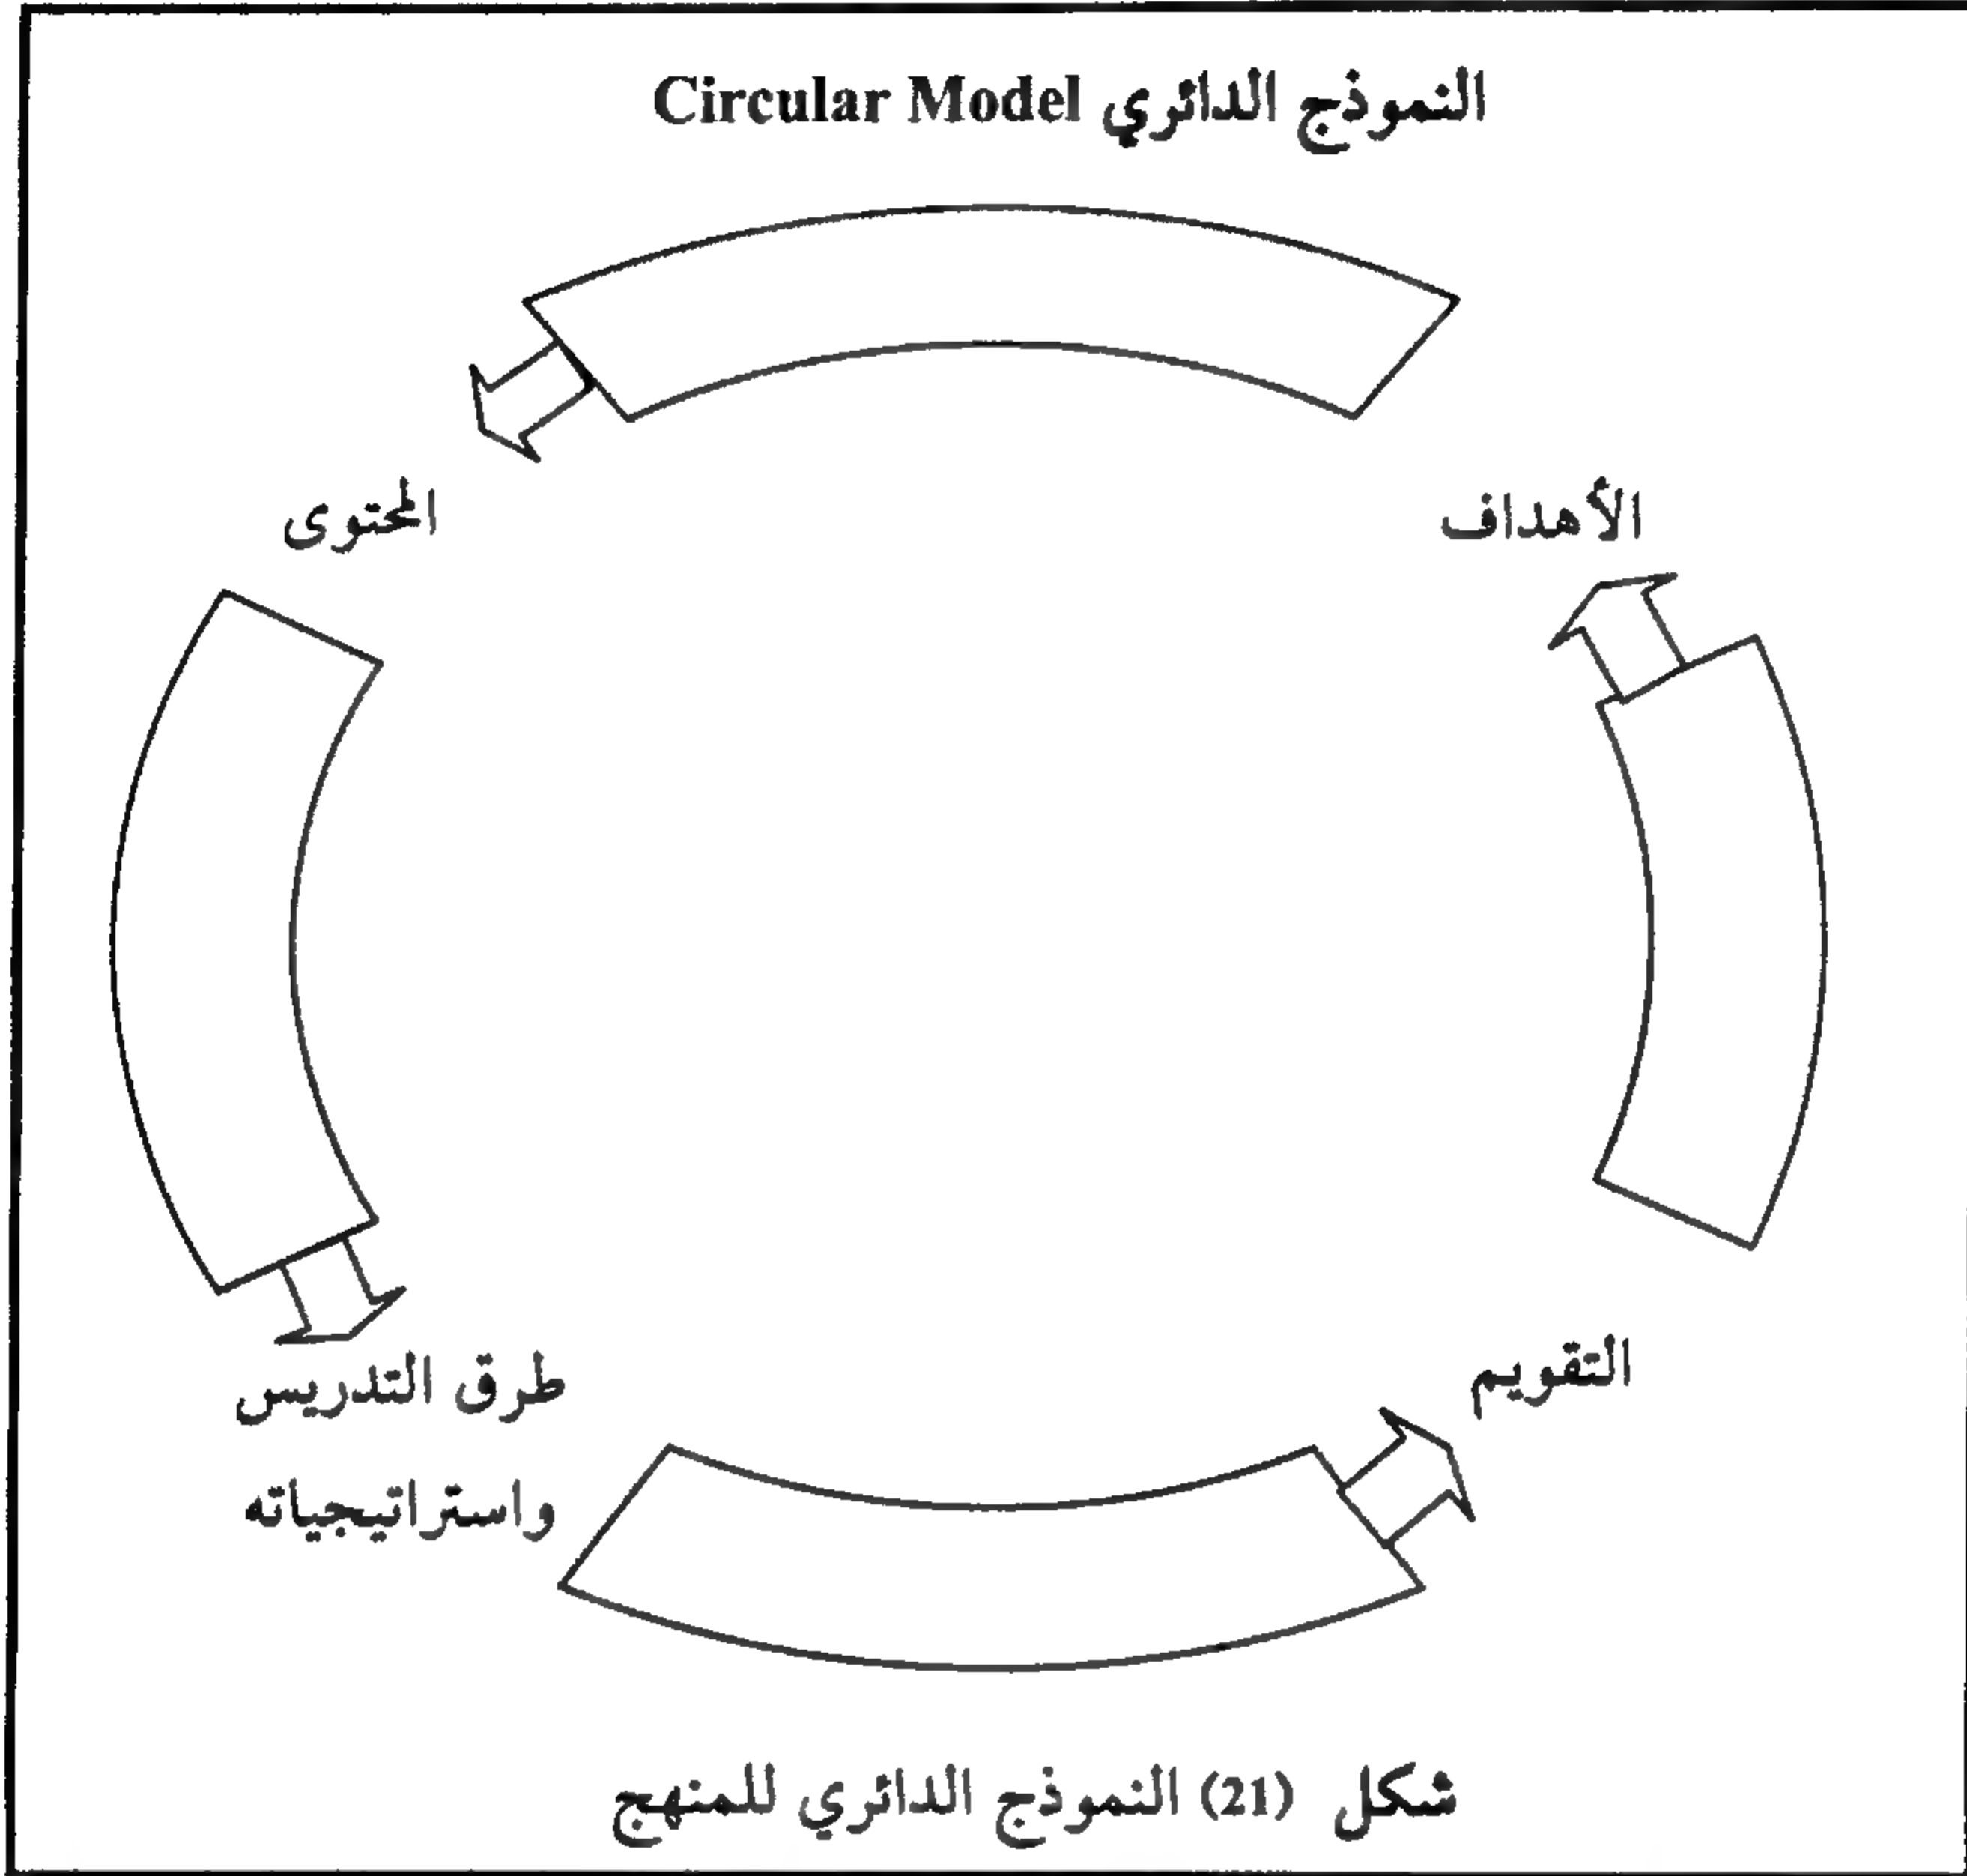 النموذج الدائري Circular Model
الأهداف
المحتوى
التقويم
طرق التدريس
واستراتيجياته
شكل (21) النموذج الدائري للمنهج